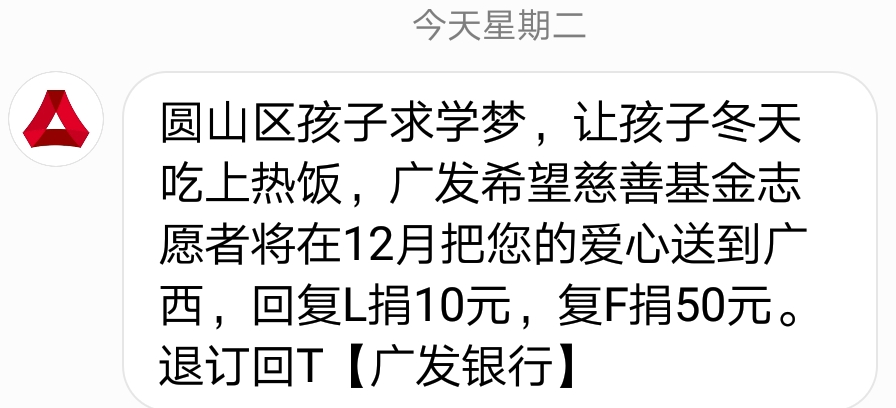 今天星期二
圆山区孩子求学梦，让孩子冬天
吃上热饭，广发希望慈善基金志
愿者将在12月把您的爱心送到广
西，回复L捐10元，复F捐50元。
退订回T【广发银行】